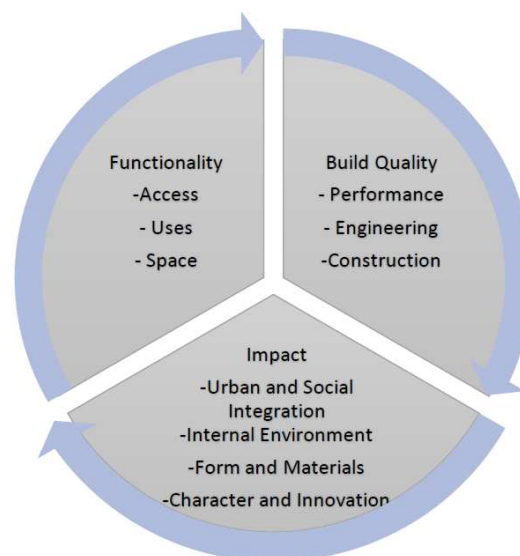 Functionality
-Access
- Uses
- Space
Build Quality
- Performance
- Engineering
-Construction
Impact
-Urban and Social
Integration
-Internal Environment
-Form and Materials
-Character and Innovation